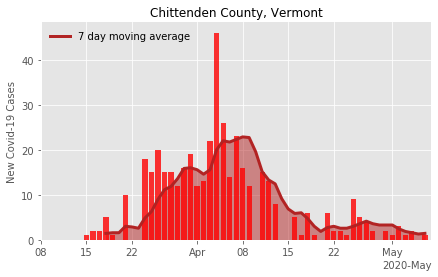 Chittenden County, Vermont
7 day moving average
New Covid-19 Cases
40
30
20
10
0
08 15 22 Apr 08 15 22 May
2020-May